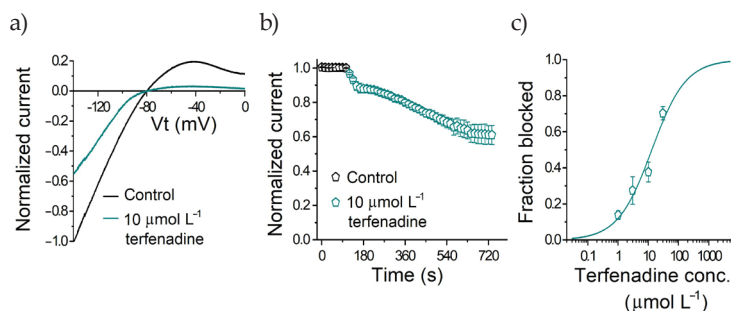 a)
Normalized current
0.2
0.0
-0.2
-0.4
-0.6
-0.8
-1.0
-120
-80
-40
0
Vt (mV)
Control
10 µmol L⁻¹
terfenadine
b)
Normalized current
1.0
0.8
0.6
0.4
0.2
0.0
0
180
360
540
720
Time (s)
Control
10 µmol L⁻¹
terfenadine
c)
Fraction blocked
1.0
0.8
0.6
0.4
0.2
0.0
0.1
1
10
100
1000
Terfenadine conc.
(µmol L⁻¹)